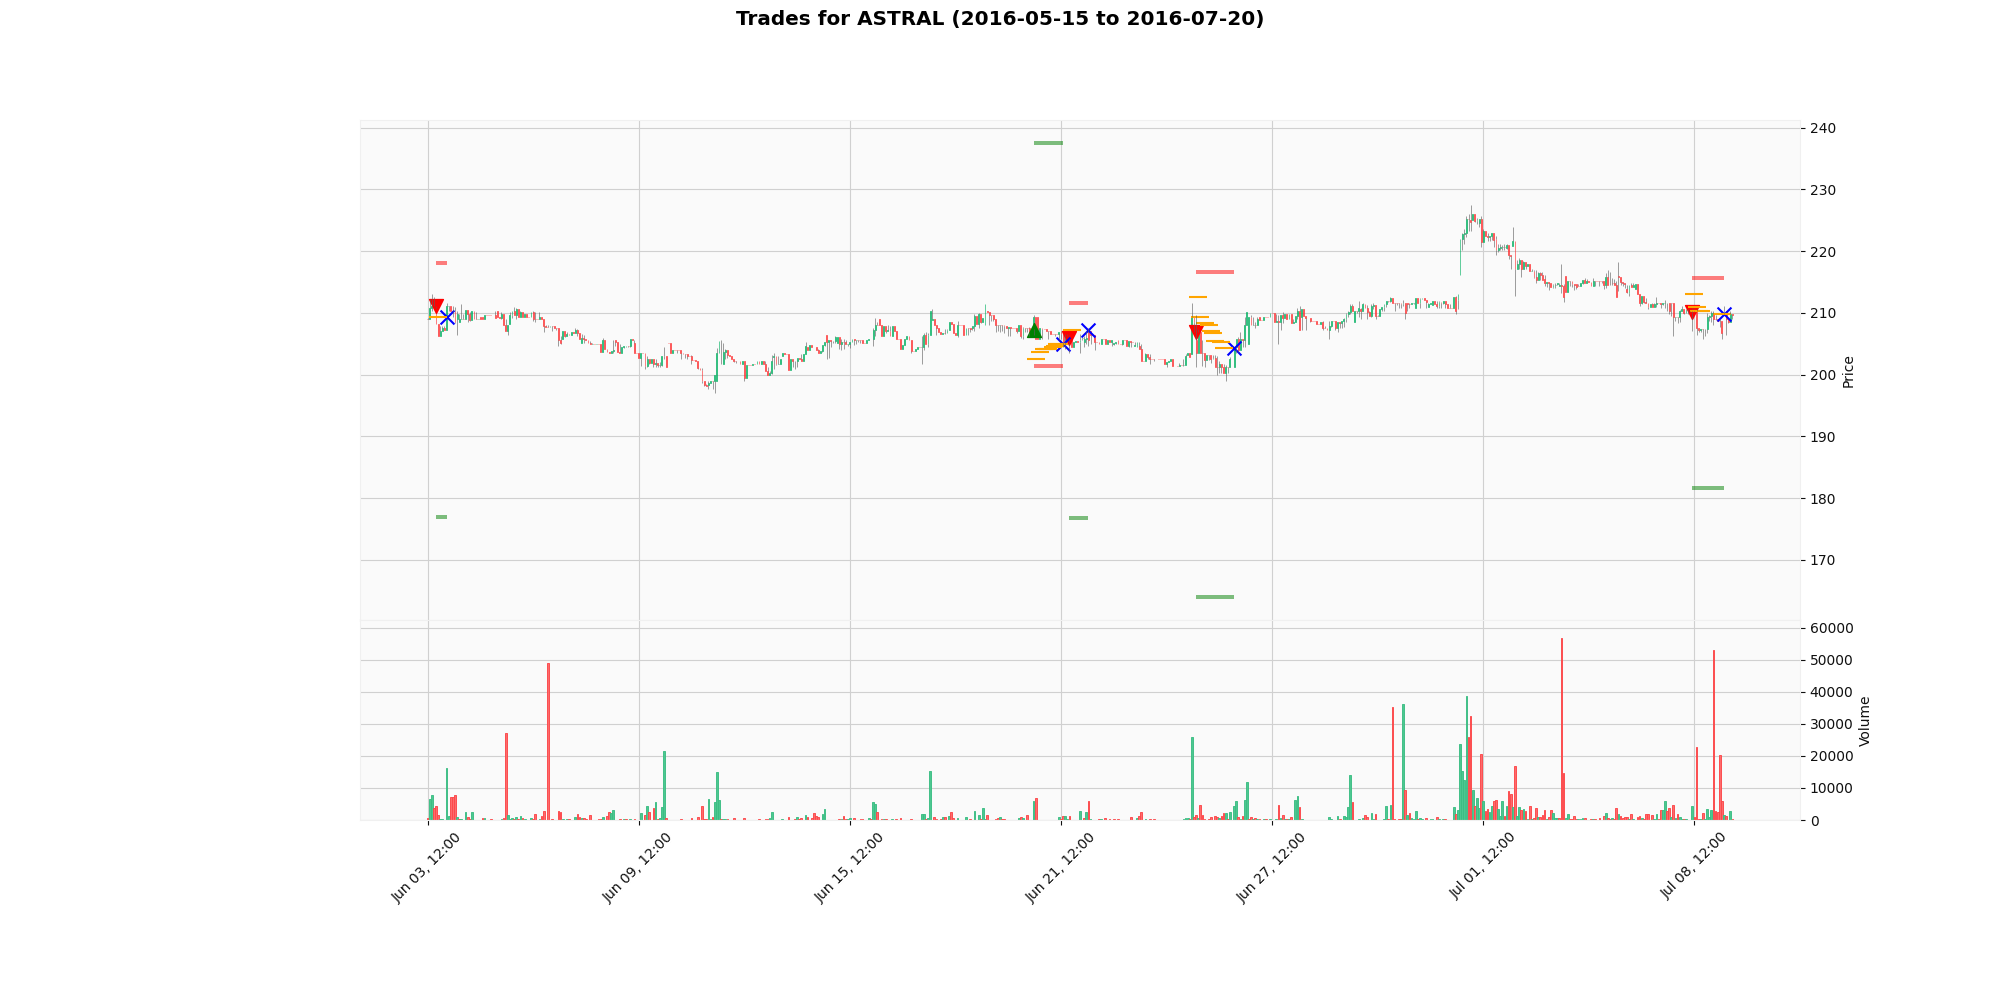 Trades for ASTRAL (2016-05-15 to 2016-07-20)
240
230
220
210
200
190
180
170
Price
60000
50000
40000
30000
20000
10000
0
Volume
Jun 03, 12:00
Jun 09, 12:00
Jun 15, 12:00
Jun 21, 12:00
Jun 27, 12:00
Jul 01, 12:00
Jul 08, 12:00